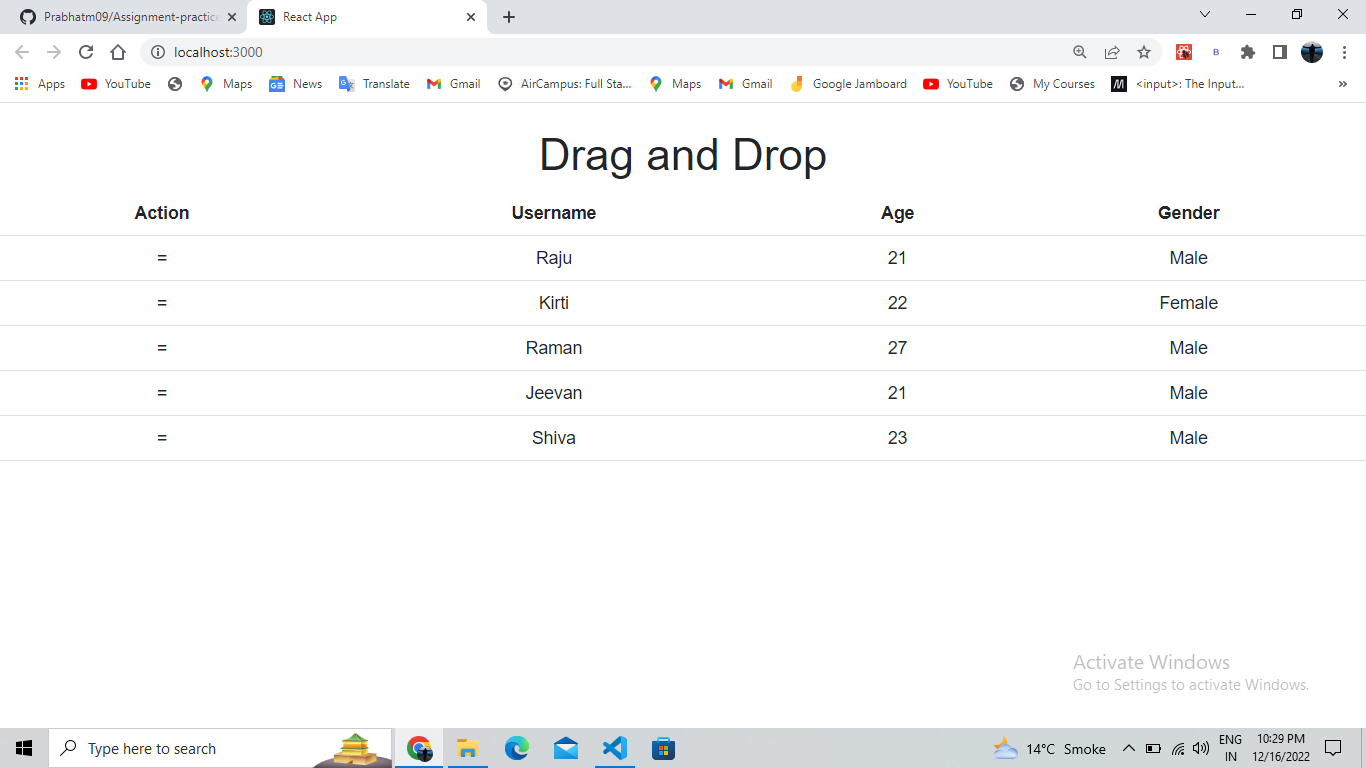 Prabhatm09/Assignment-practice
React App
localhost:3000
Apps YouTube Maps News Translate Gmail AirCampus: Full Sta... Maps Gmail Google Jamboard YouTube My Courses <input>: The Input... »
Drag and Drop
Action Username Age Gender
= Raju 21 Male
= Kirti 22 Female
= Raman 27 Male
= Jeevan 21 Male
= Shiva 23 Male
Activate Windows
Go to Settings to activate Windows.
Type here to search
14°C Smoke
ENG
IN
10:29 PM
12/16/2022